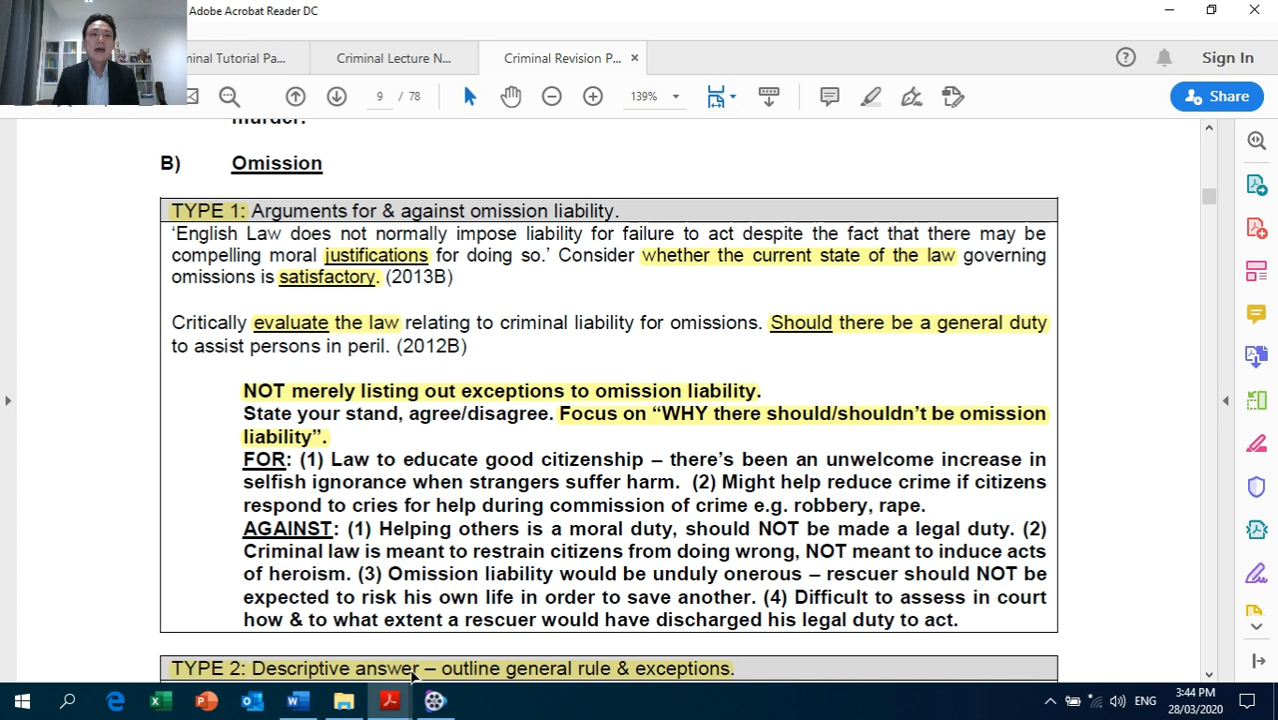 Adobe Acrobat Reader DC
minal Tutorial Pa...
Criminal Lecture N...
Criminal Revision P... ×
Sign In
9 / 78
139%
Share
murder.
B) Omission
TYPE 1: Arguments for & against omission liability.
‘English Law does not normally impose liability for failure to act despite the fact that there may be
compelling moral justifications for doing so.’ Consider whether the current state of the law governing
omissions is satisfactory. (2013B)
Critically evaluate the law relating to criminal liability for omissions. Should there be a general duty
to assist persons in peril. (2012B)
NOT merely listing out exceptions to omission liability.
State your stand, agree/disagree. Focus on “WHY there should/shouldn’t be omission
liability”.
FOR: (1) Law to educate good citizenship – there’s been an unwelcome increase in
selfish ignorance when strangers suffer harm. (2) Might help reduce crime if citizens
respond to cries for help during commission of crime e.g. robbery, rape.
AGAINST: (1) Helping others is a moral duty, should NOT be made a legal duty. (2)
Criminal law is meant to restrain citizens from doing wrong, NOT meant to induce acts
of heroism. (3) Omission liability would be unduly onerous – rescuer should NOT be
expected to risk his own life in order to save another. (4) Difficult to assess in court
how & to what extent a rescuer would have discharged his legal duty to act.
TYPE 2: Descriptive answer – outline general rule & exceptions.
ENG
3:44 PM
28/03/2020